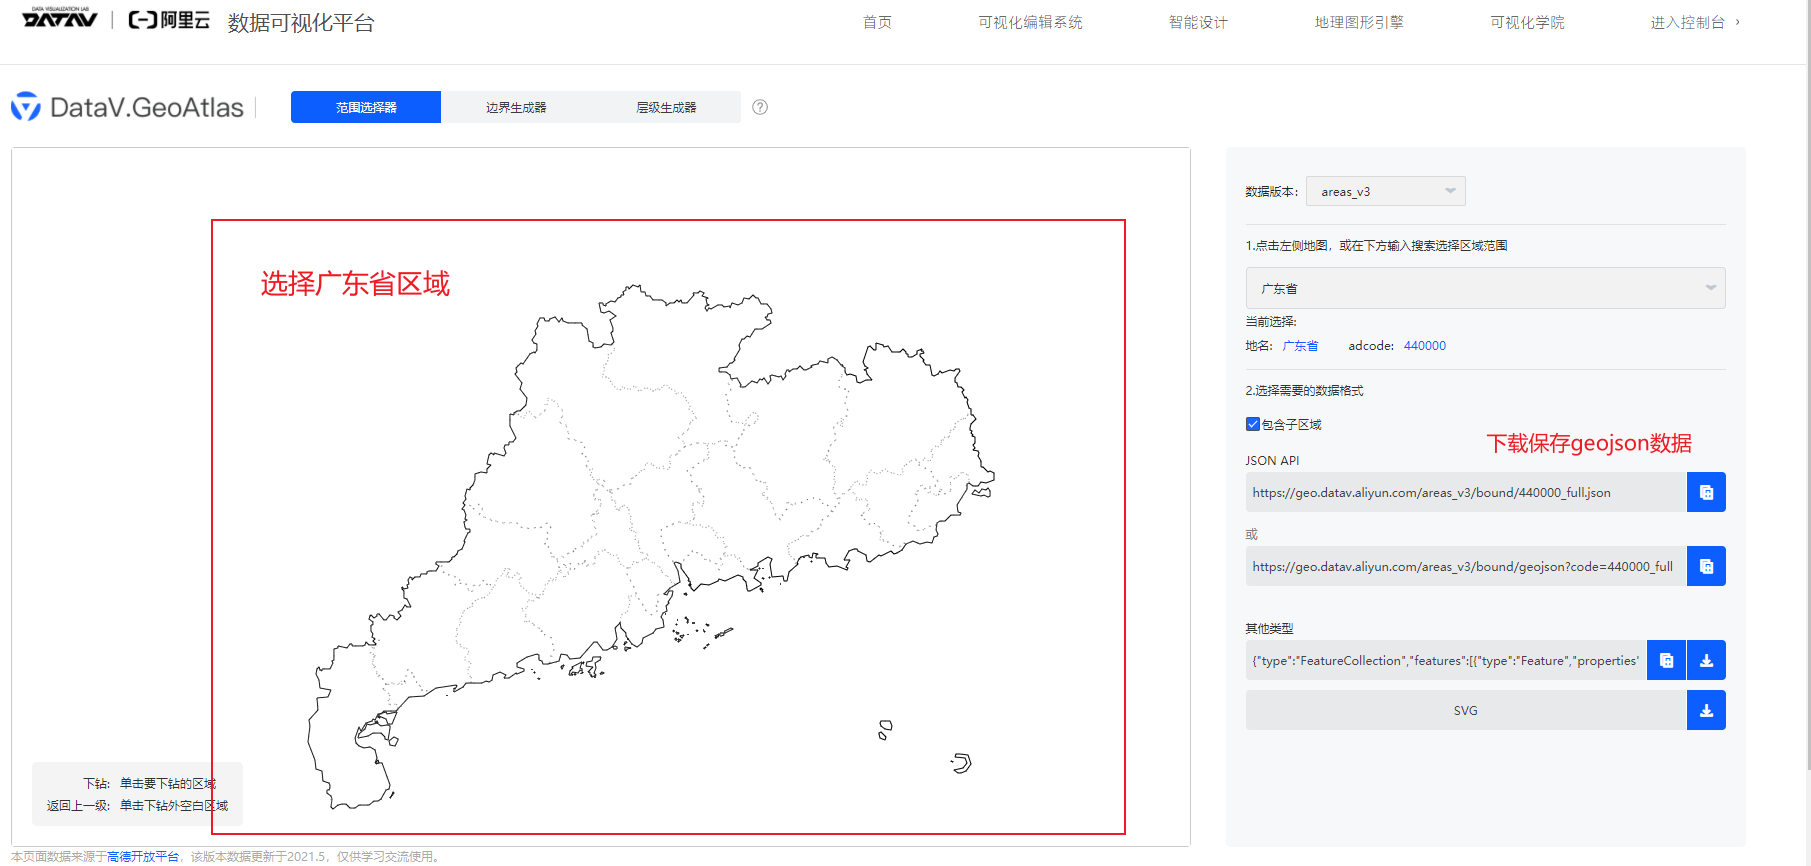 DATA VISUALIZATION LAB
DATAV
阿里云
数据可视化平台
首页
可视化编辑系统
智能设计
地理图形引擎
可视化学院
进入控制台 ›
DataV.GeoAtlas
范围选择器
边界生成器
层级生成器
?
选择广东省区域
下钻: 单击要下钻的区域
返回上一级: 单击下钻外空白区域
本页面数据来源于高德开放平台，该版本数据更新于2021.5，仅供学习交流使用。
数据版本: areas_v3
1.点击左侧地图，或在下方输入搜索选择区域范围
广东省
当前选择:
地名: 广东省 adcode: 440000
2.选择需要的数据格式
包含子区域
下载保存geojson数据
JSON API
https://geo.datav.aliyun.com/areas_v3/bound/440000_full.json
或
https://geo.datav.aliyun.com/areas_v3/bound/geojson?code=440000_full
其他类型
{"type":"FeatureCollection","features":[{"type":"Feature","properties"
SVG